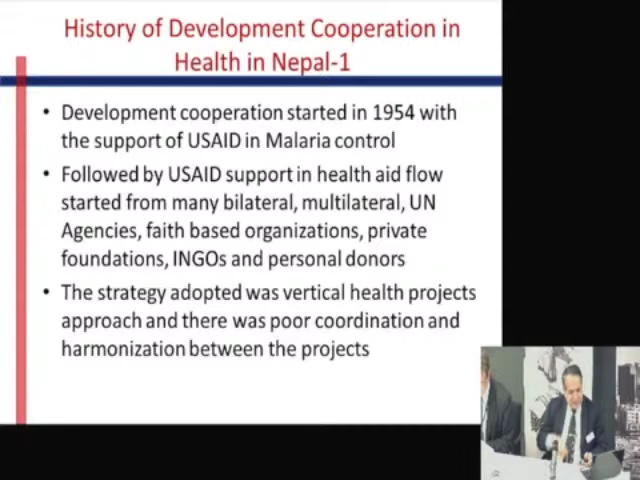 History of Development Cooperation in
Health in Nepal-1
• Development cooperation started in 1954 with
the support of USAID in Malaria control
• Followed by USAID support in health aid flow
started from many bilateral, multilateral, UN
Agencies, faith based organizations, private
foundations, INGOs and personal donors
• The strategy adopted was vertical health projects
approach and there was poor coordination and
harmonization between the projects